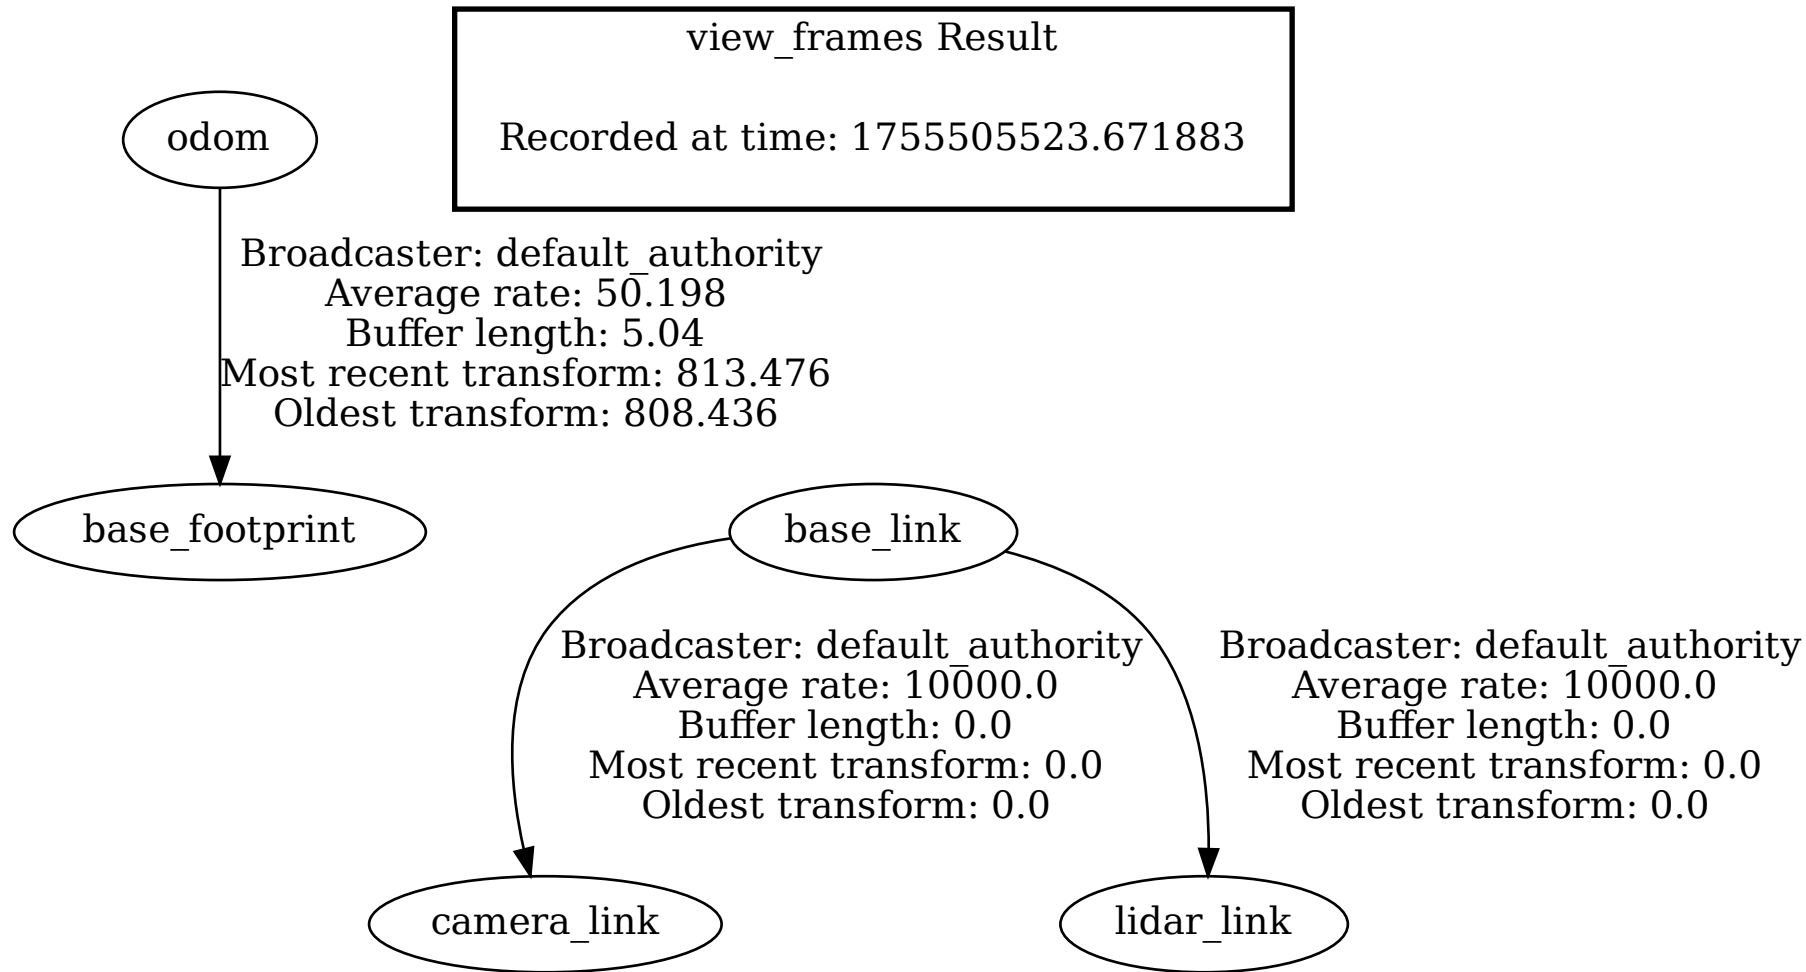 view_frames Result
Recorded at time: 1755505523.671883
odom
Broadcaster: default_authority
Average rate: 50.198
Buffer length: 5.04
Most recent transform: 813.476
Oldest transform: 808.436
base_footprint
base_link
Broadcaster: default_authority
Average rate: 10000.0
Buffer length: 0.0
Most recent transform: 0.0
Oldest transform: 0.0
Broadcaster: default_authority
Average rate: 10000.0
Buffer length: 0.0
Most recent transform: 0.0
Oldest transform: 0.0
camera_link
lidar_link